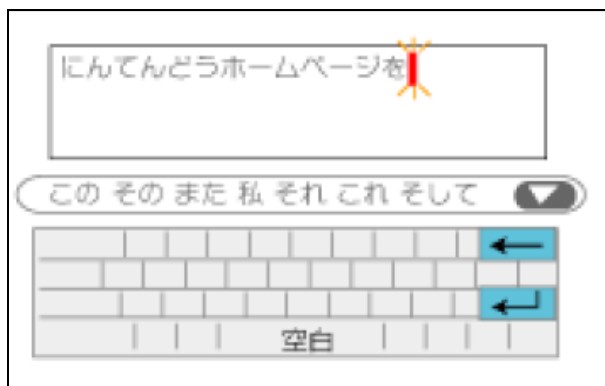 にんてんどうホームページを
この その また 私 それ これ そして
空白